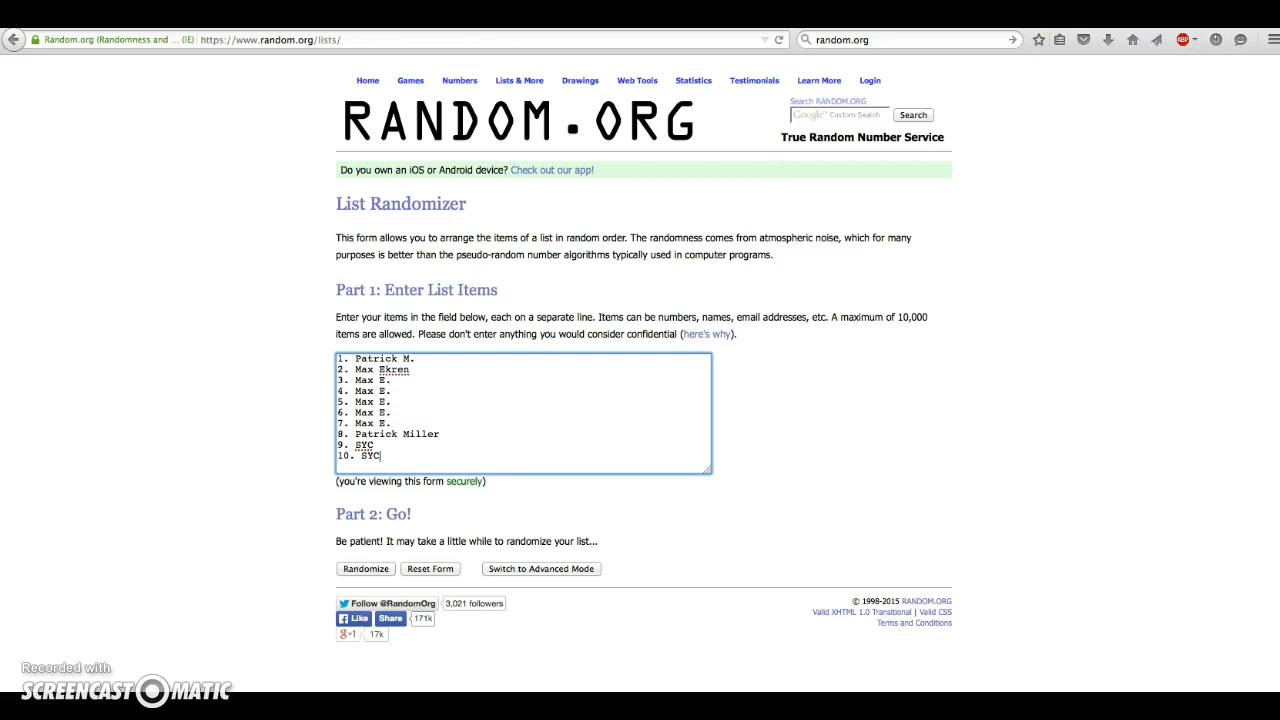 Random.org (Randomness and ... (IE) https://www.random.org/lists/ random.org
ABP
Home Games Numbers Lists & More Drawings Web Tools Statistics Testimonials Learn More Login
RANDOM.ORG
Search RANDOM.ORG
Google™ Custom Search Search
True Random Number Service
Do you own an iOS or Android device? Check out our app!
List Randomizer
This form allows you to arrange the items of a list in random order. The randomness comes from atmospheric noise, which for many
purposes is better than the pseudo-random number algorithms typically used in computer programs.
Part 1: Enter List Items
Enter your items in the field below, each on a separate line. Items can be numbers, names, email addresses, etc. A maximum of 10,000
items are allowed. Please don't enter anything you would consider confidential (here's why).
1. Patrick M.
2. Max Ekren
3. Max E.
4. Max E.
5. Max E.
6. Max E.
7. Max E.
8. Patrick Miller
9. SYC
10. SYC
(you're viewing this form securely)
Part 2: Go!
Be patient! It may take a little while to randomize your list...
Randomize Reset Form Switch to Advanced Mode
Follow @RandomOrg 3,021 followers
Like Share 171k
g+1 17k
© 1998-2015 RANDOM.ORG
Valid XHTML 1.0 Transitional | Valid CSS
Terms and Conditions
Recorded with
SCREENCAST-O-MATIC